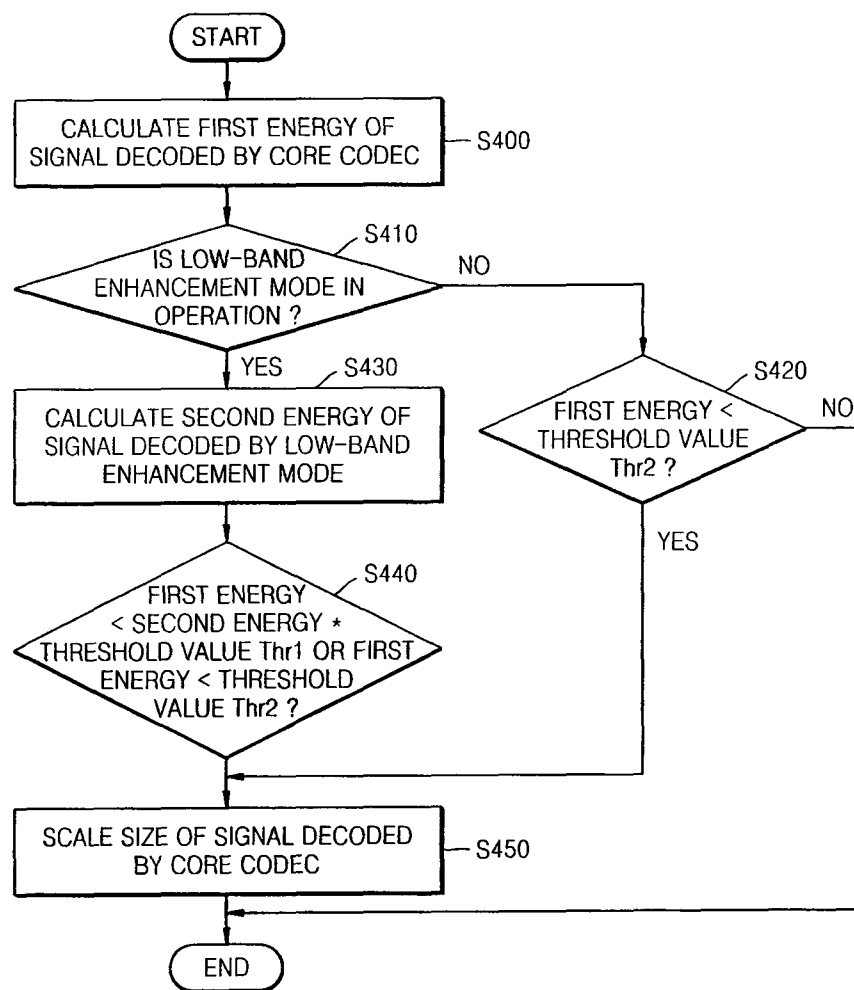 START
CALCULATE FIRST ENERGY OF
SIGNAL DECODED BY CORE CODEC
S400
S410
IS LOW-BAND
ENHANCEMENT MODE IN
OPERATION ?
NO
YES
S430
CALCULATE SECOND ENERGY OF
SIGNAL DECODED BY LOW-BAND
ENHANCEMENT MODE
S420
FIRST ENERGY <
THRESHOLD VALUE
Thr2 ?
NO
YES
S440
FIRST ENERGY
< SECOND ENERGY *
THRESHOLD VALUE Thr1 OR FIRST
ENERGY < THRESHOLD
VALUE Thr2 ?
SCALE SIZE OF SIGNAL DECODED
BY CORE CODEC
S450
END